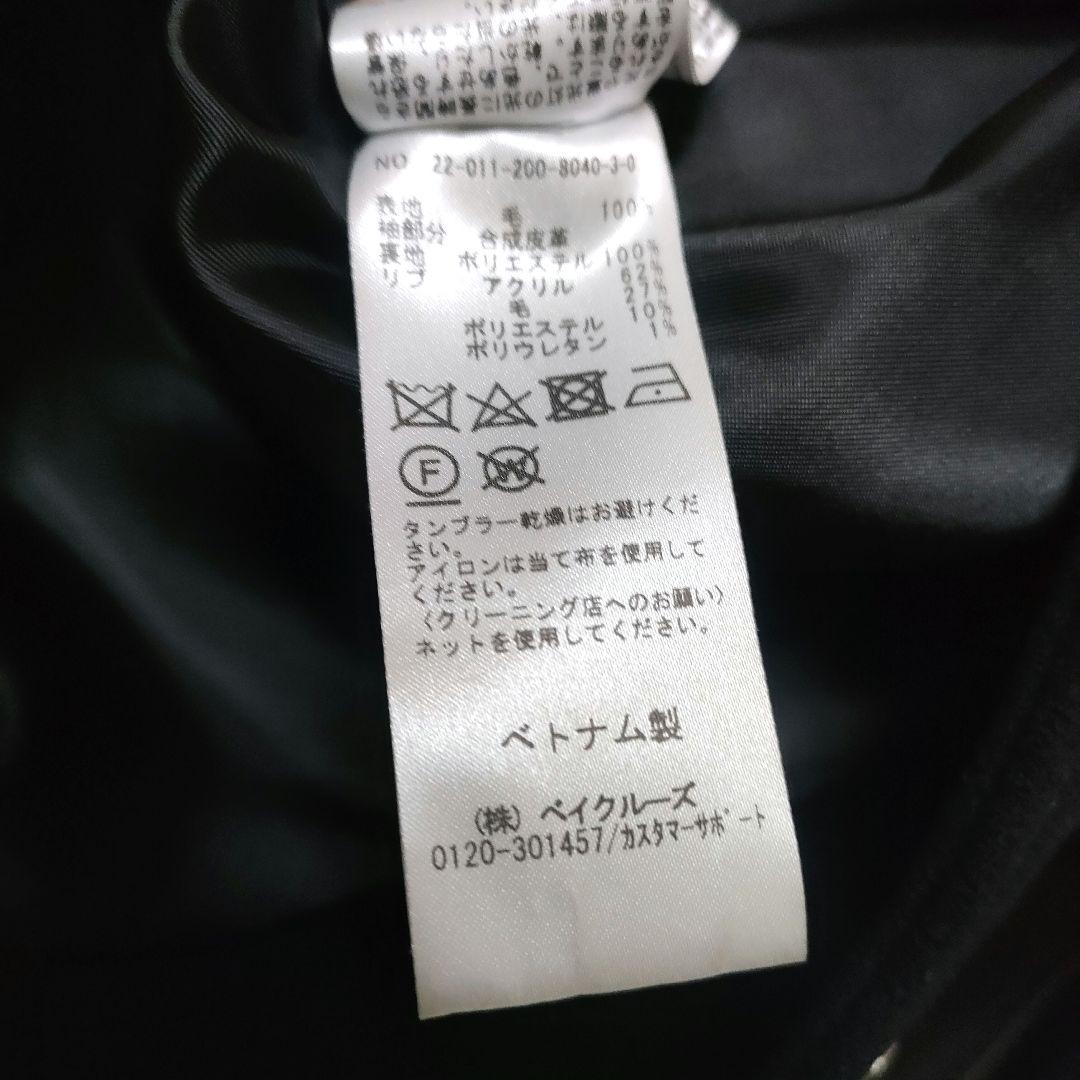 NO 22-011-200-8040-3-0
表地 毛 100%
袖部分 合成皮革
裏地 ポリエステル 100%
リブ アクリル 62%
毛 27%
ポリエステル 10%
ポリウレタン 1%
F W
タンブラー乾燥はお避けくだ
さい。
アイロンは当て布を使用して
ください。
〈クリーニング店へのお願い〉
ネットを使用してください。
ベトナム製
(株) ベイクルーズ
0120-301457/カスタマーサポート